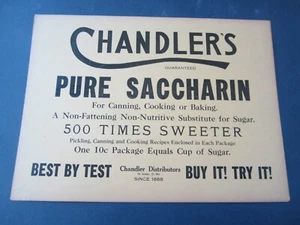 CHANDLER'S
GUARANTEED
PURE SACCHARIN
For Canning, Cooking or Baking.
A Non-Fattening Non-Nutritive Substitute for Sugar.
500 TIMES SWEETER
Pickling, Canning and Cooking Recipes Enclosed in Each Package
One 10c Package Equals Cup of Sugar.
BEST BY TEST Chandler Distributors BUY IT! TRY IT!
SINCE 1898